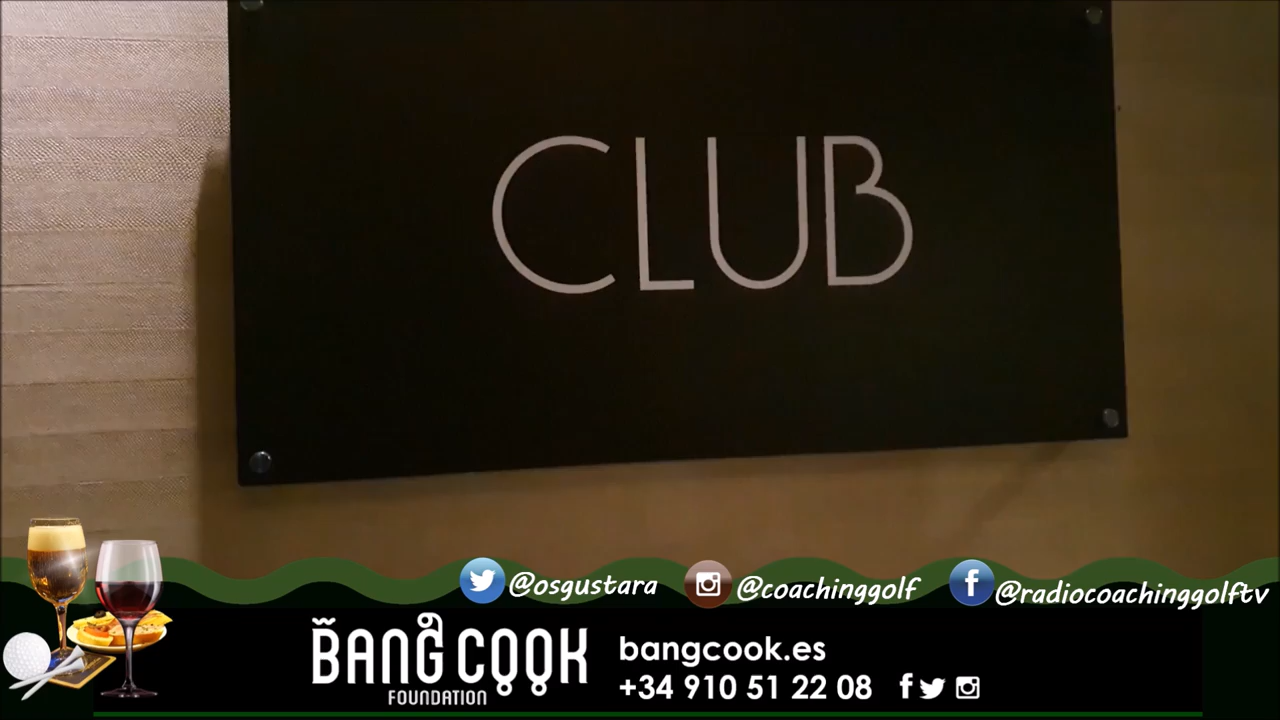 CLUB
@osgustara @coachinggolf @radiocoachinggolftv
BANG COOK
FOUNDATION
bangcook.es
+34 910 51 22 08